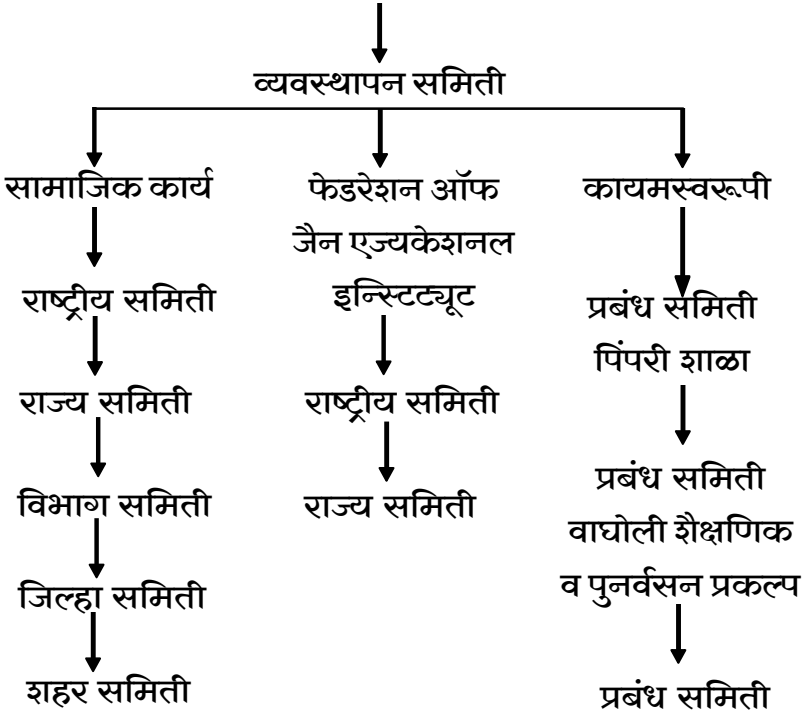 व्यवस्थापन समिती
सामाजिक कार्य
राष्ट्रीय समिती
राज्य समिती
विभाग समिती
जिल्हा समिती
शहर समिती
फेडरेशन ऑफ
जैन एज्यकेशनल
इन्स्टिट्यूट
राष्ट्रीय समिती
राज्य समिती
कायमस्वरूपी
प्रबंध समिती
पिंपरी शाळा
प्रबंध समिती
वाघोली शैक्षणिक
व पुनर्वसन प्रकल्प
प्रबंध समिती